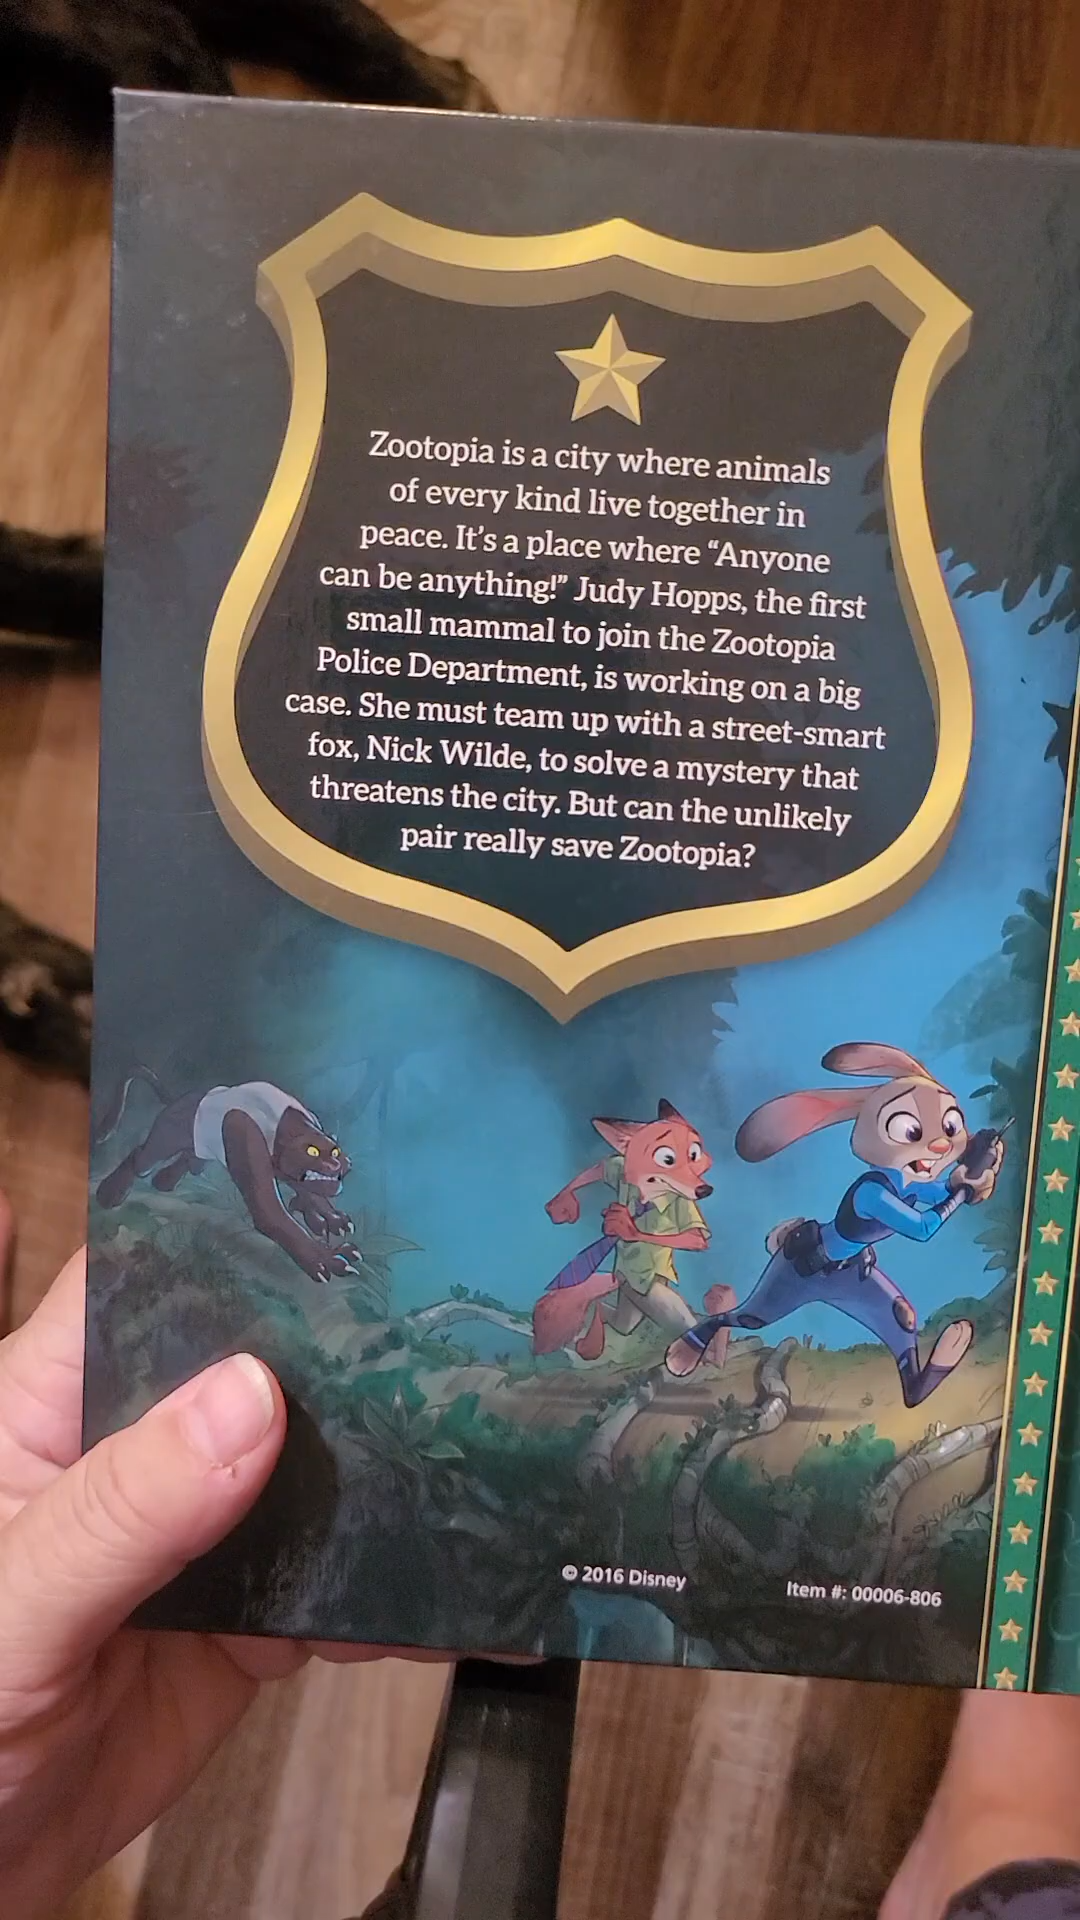 Zootopia is a city where animals
of every kind live together in
peace. It's a place where “Anyone
can be anything!” Judy Hopps, the first
small mammal to join the Zootopia
Police Department, is working on a big
case. She must team up with a street-smart
fox, Nick Wilde, to solve a mystery that
threatens the city. But can the unlikely
pair really save Zootopia?
© 2016 Disney
Item #: 00006-806